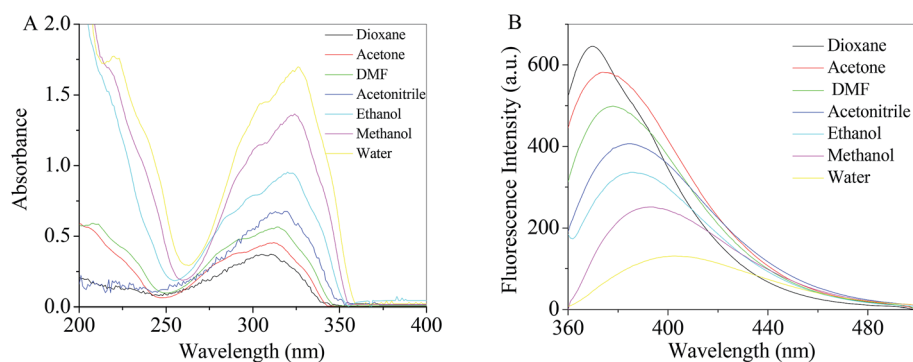 A
2.0
1.5
1.0
0.5
0.0
Absorbance
Dioxane
Acetone
DMF
Acetonitrile
Ethanol
Methanol
Water
200 250 300 350 400
Wavelength (nm)
B
600
400
200
0
Fluorescence Intensity (a.u.)
Dioxane
Acetone
DMF
Acetonitrile
Ethanol
Methanol
Water
360 400 440 480
Wavelength (nm)